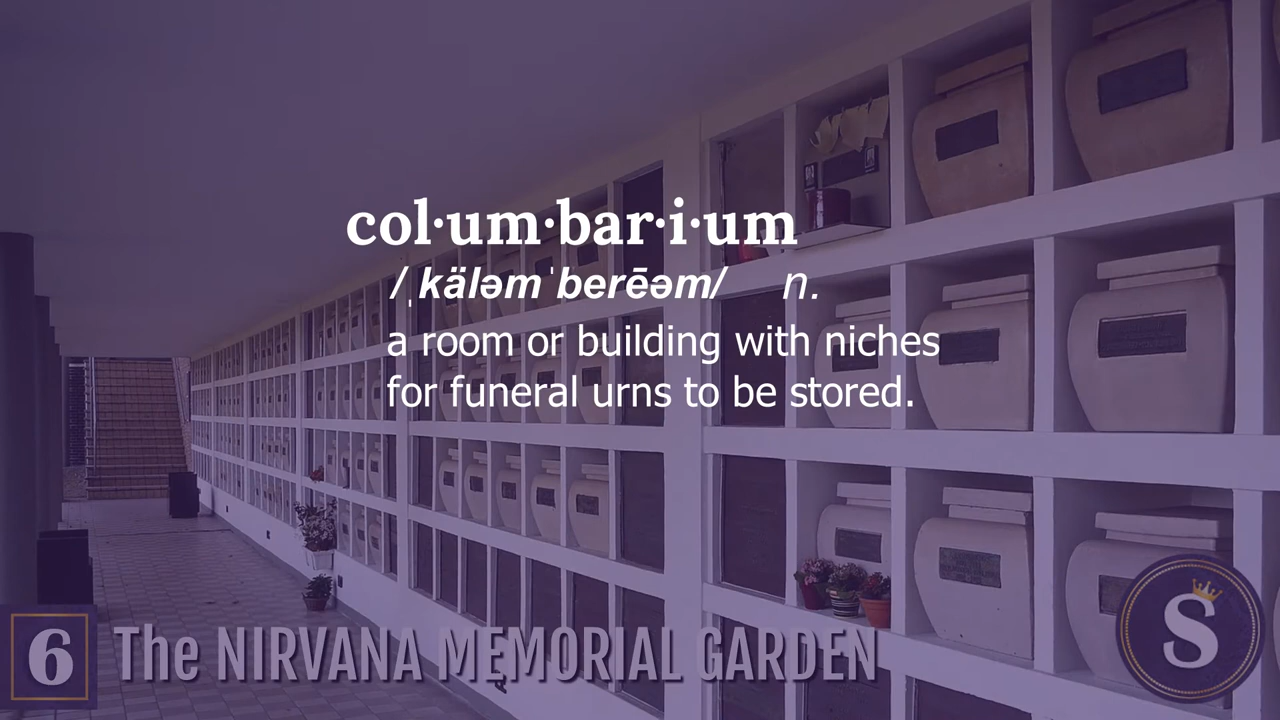 col·um·bar·i·um
/ˌkäləmˈberēəm/ n.
a room or building with niches
for funeral urns to be stored.
6 The NIRVANA MEMORIAL GARDEN
S